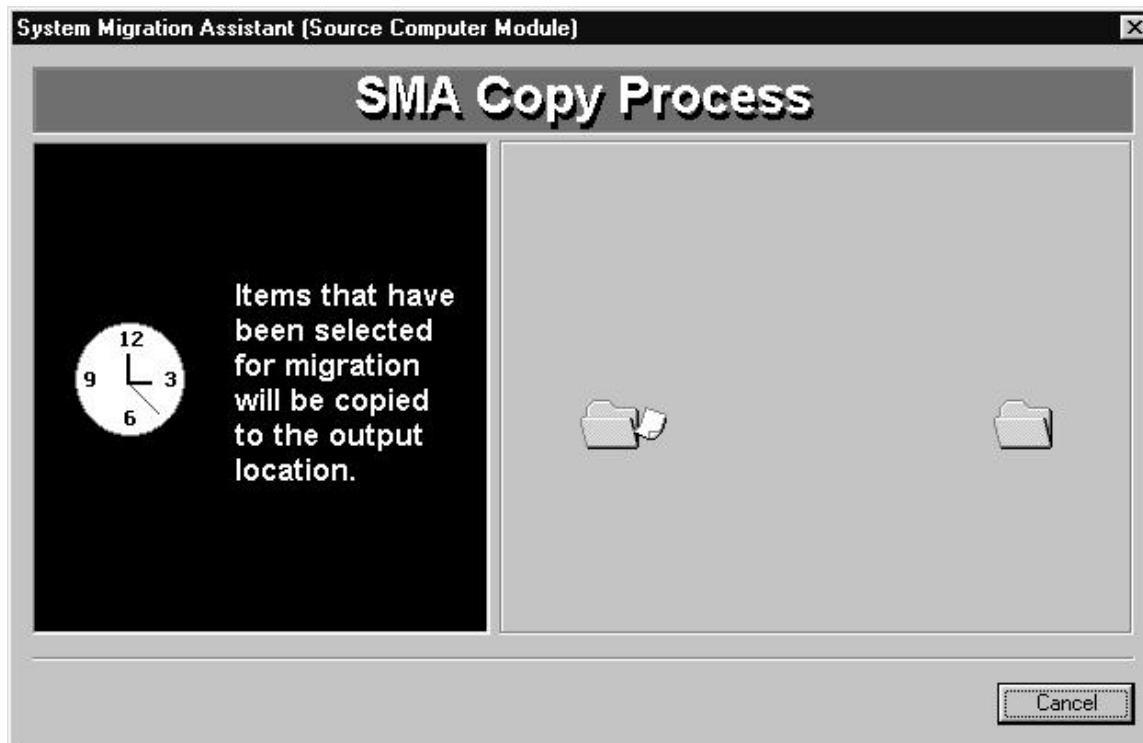 System Migration Assistant (Source Computer Module)
SMA Copy Process
12
9
3
6
Items that have
been selected
for migration
will be copied
to the output
location.
Cancel